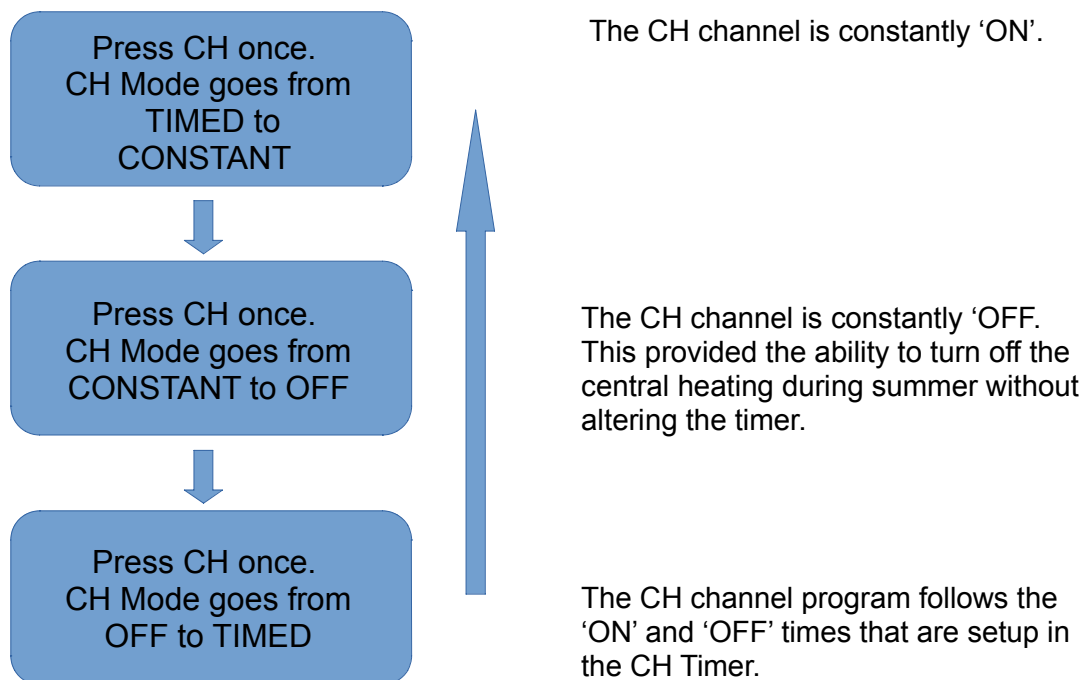 Press CH once.
CH Mode goes from
TIMED to
CONSTANT
The CH channel is constantly ‘ON’.
Press CH once.
CH Mode goes from
CONSTANT to OFF
The CH channel is constantly ‘OFF.
This provided the ability to turn off the
central heating during summer without
altering the timer.
Press CH once.
CH Mode goes from
OFF to TIMED
The CH channel program follows the
‘ON’ and ‘OFF’ times that are setup in
the CH Timer.